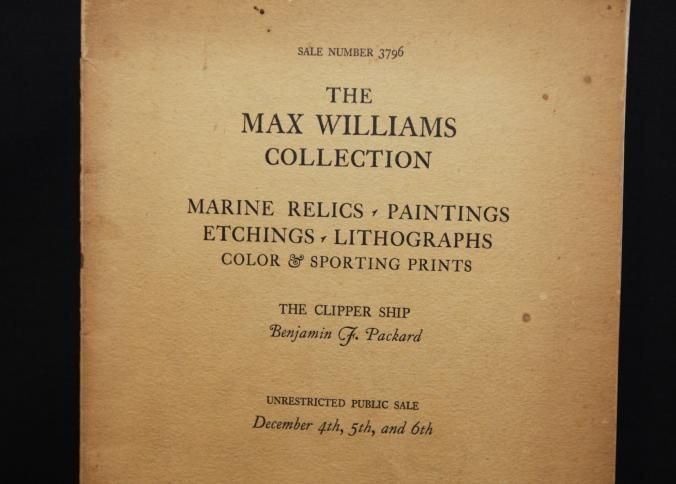 SALE NUMBER 3796
THE
MAX WILLIAMS
COLLECTION
MARINE RELICS · PAINTINGS
ETCHINGS · LITHOGRAPHS
COLOR & SPORTING PRINTS
THE CLIPPER SHIP
Benjamin F. Packard
UNRESTRICTED PUBLIC SALE
December 4th, 5th, and 6th